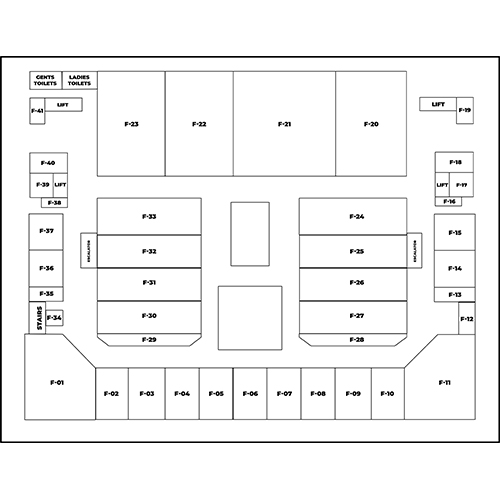 GENTS
TOILETS
LADIES
TOILETS
F-41
LIFT
F-23
F-22
F-21
F-20
LIFT
F-19
F-40
F-39
LIFT
F-38
F-18
LIFT
F-17
F-16
F-37
F-36
F-35
F-33
ESCALATOR
F-32
F-31
F-30
F-29
F-24
F-25
ESCALATOR
F-26
F-27
F-28
F-15
F-14
F-13
STAIRS
F-34
F-12
F-01
F-02
F-03
F-04
F-05
F-06
F-07
F-08
F-09
F-10
F-11